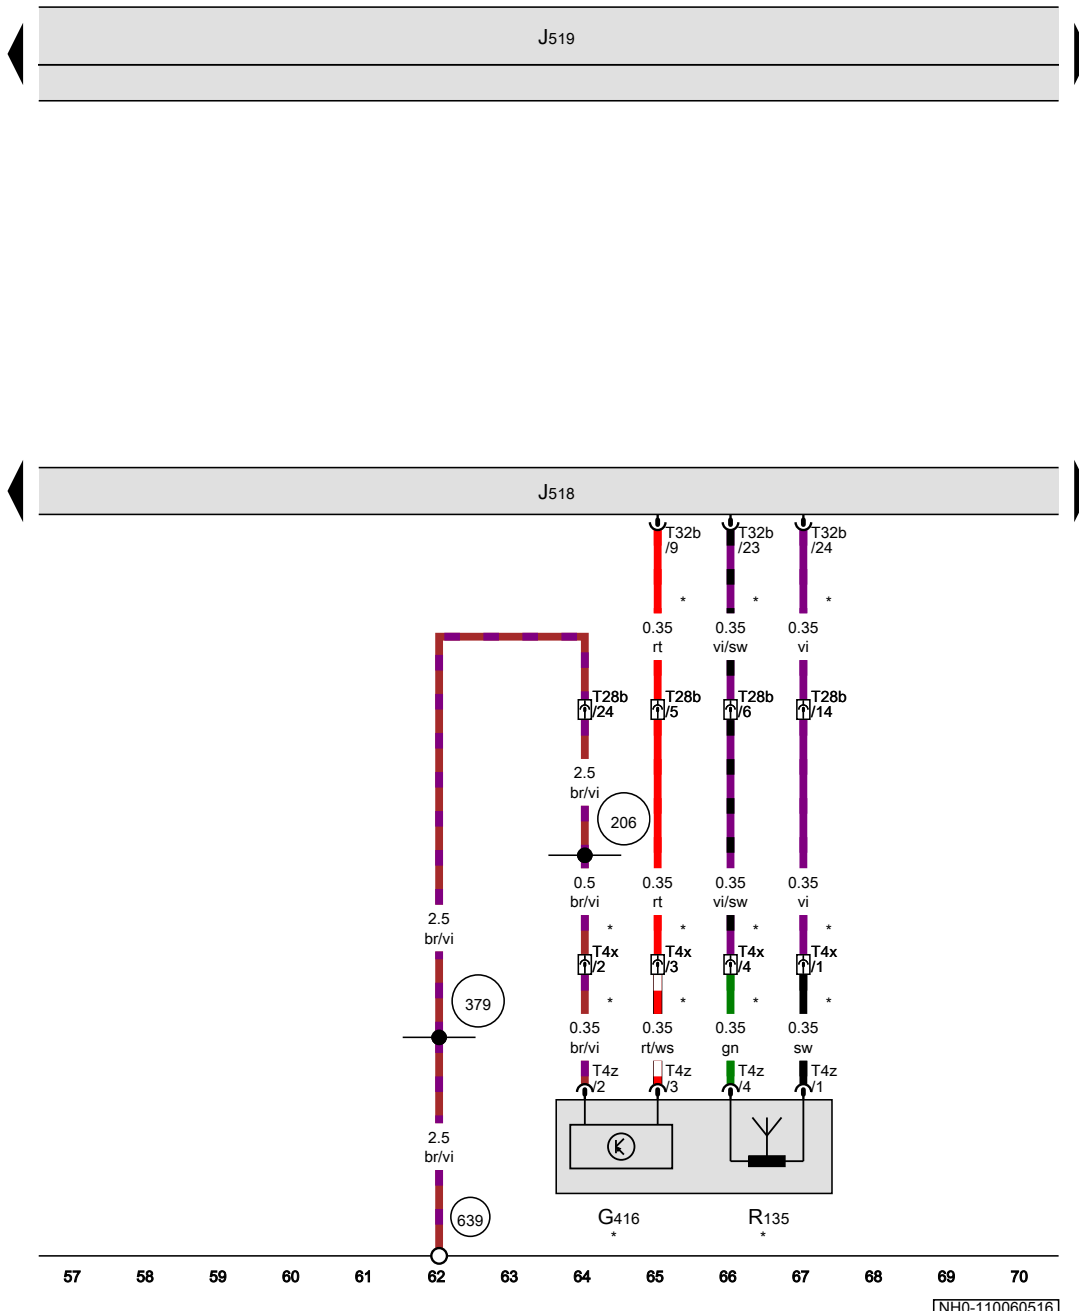 J519
J518
T32b T32b T32b
/9 /23 /24
* * *
0.35 0.35 0.35
rt vi/sw vi
T28b T28b T28b T28b
/24 /5 /6 /14
2.5
br/vi
206
0.5 0.35 0.35 0.35
br/vi rt vi/sw vi
2.5
br/vi
* * * *
T4x T4x T4x T4x
/2 /3 /4 /1
379
* * * *
0.35 0.35 0.35 0.35
br/vi rt/ws gn sw
T4z T4z T4z T4z
/2 /3 /4 /1
2.5
br/vi
639
G416 R135
* *
57 58 59 60 61 62 63 64 65 66 67 68 69 70
NH0-110060516